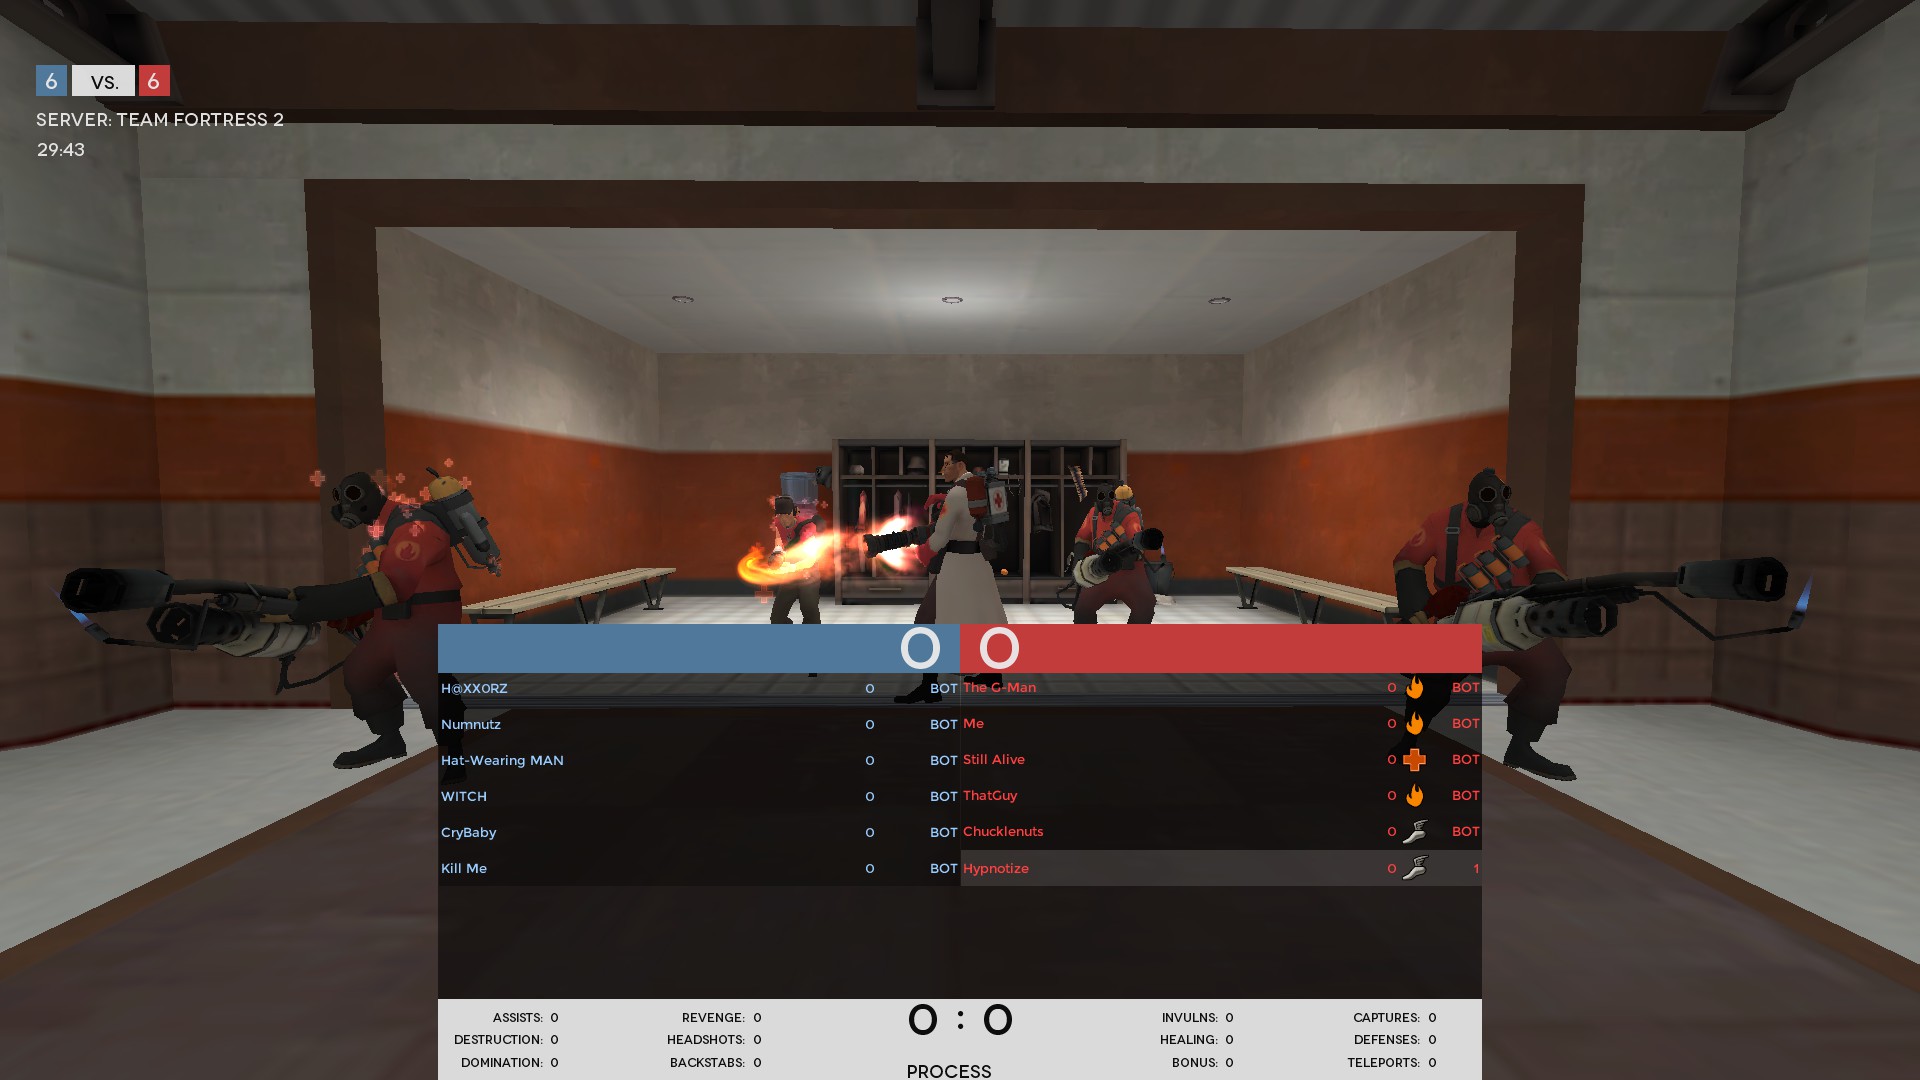 6 VS. 6
SERVER: TEAM FORTRESS 2
29:43
0 0
H@XX0RZ 0 BOT The G-Man 0 BOT
Numnutz 0 BOT Me 0 BOT
Hat-Wearing MAN 0 BOT Still Alive 0 BOT
WITCH 0 BOT ThatGuy 0 BOT
CryBaby 0 BOT Chucklenuts 0 BOT
Kill Me 0 BOT Hypnotize 0 1
ASSISTS: 0 REVENGE: 0 0 : 0 INVULNS: 0 CAPTURES: 0
DESTRUCTION: 0 HEADSHOTS: 0 HEALING: 0 DEFENSES: 0
DOMINATION: 0 BACKSTABS: 0 BONUS: 0 TELEPORTS: 0
PROCESS